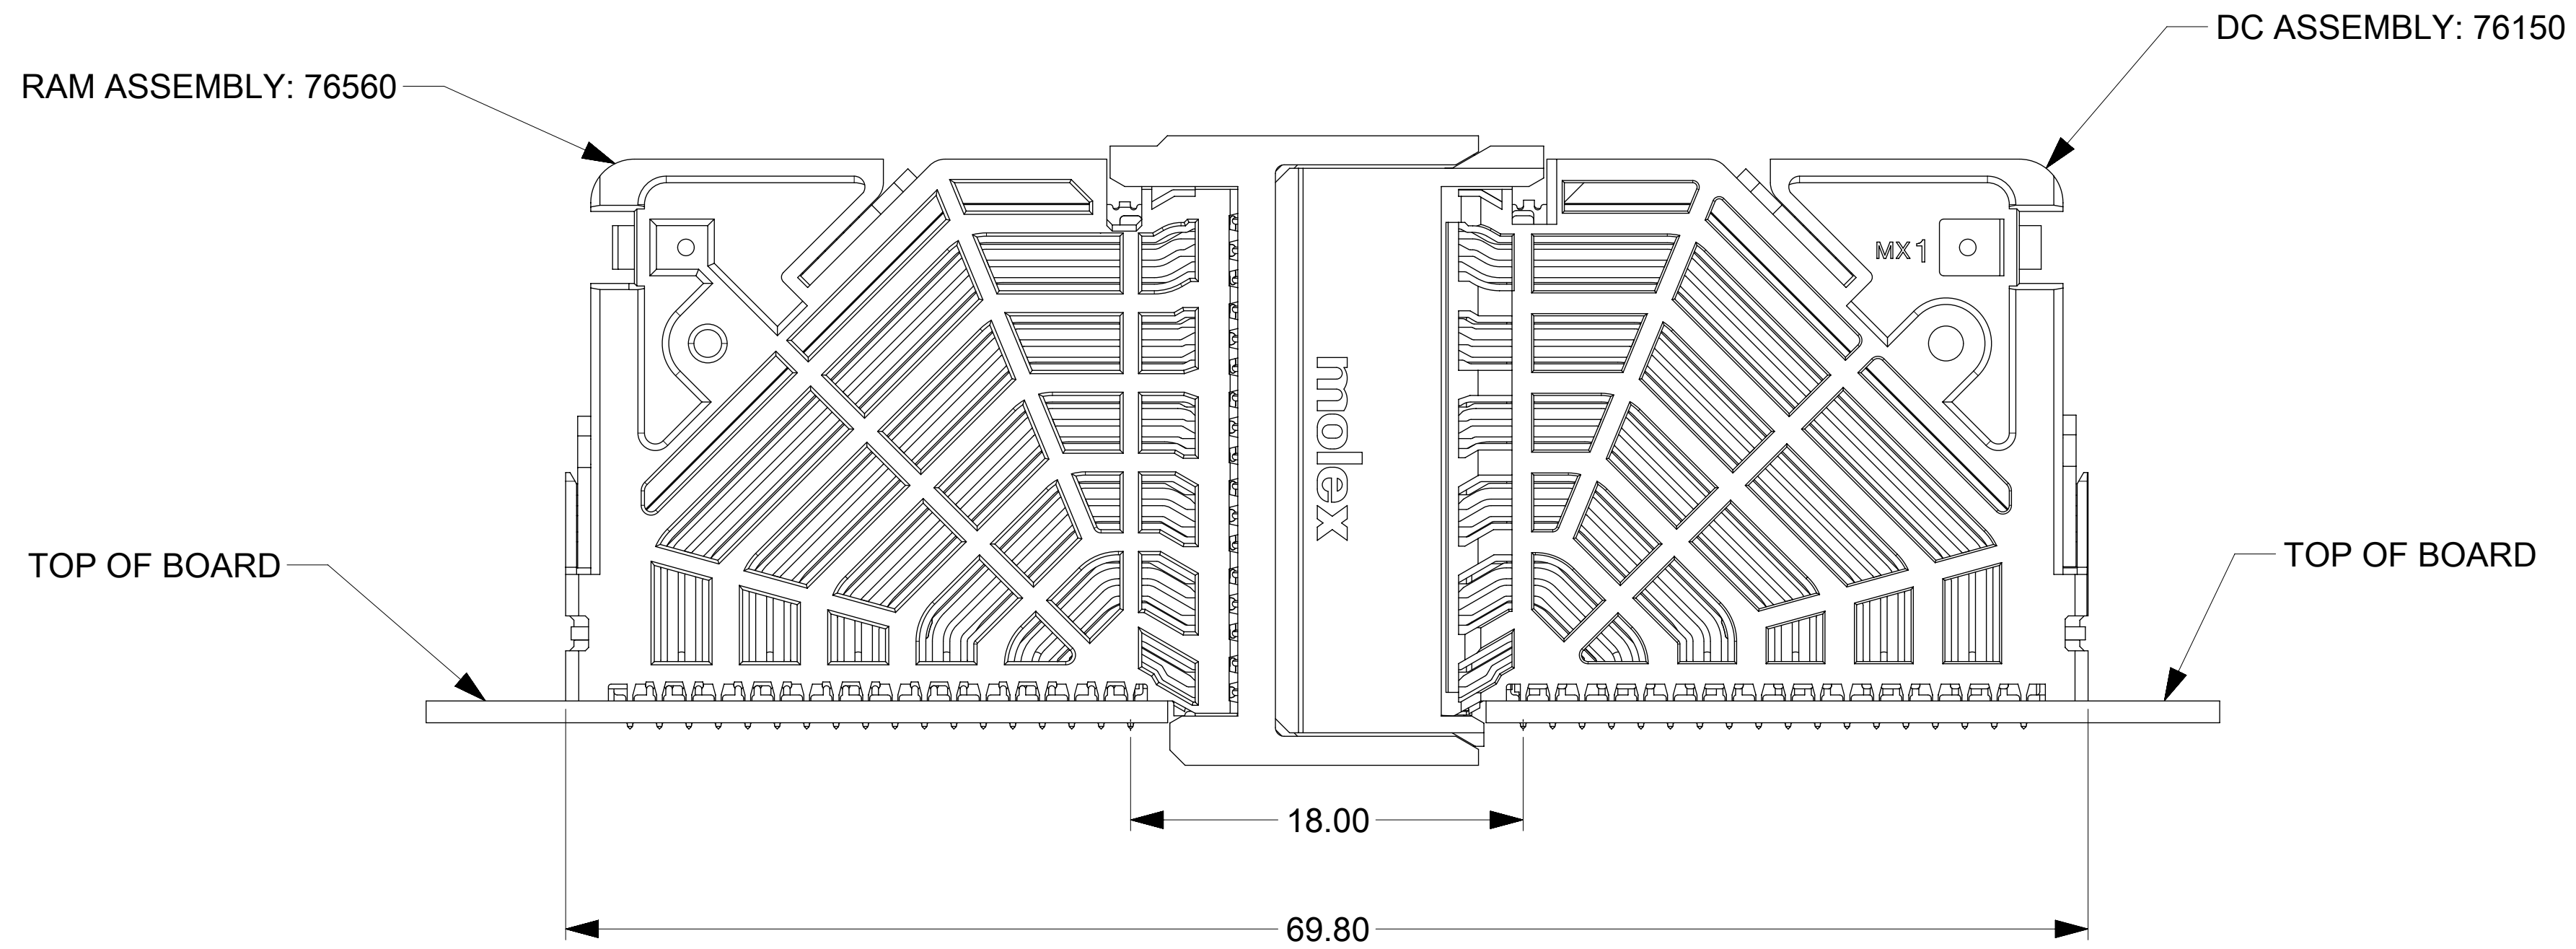 DC ASSEMBLY: 76150
RAM ASSEMBLY: 76560
MX1
molex
TOP OF BOARD
TOP OF BOARD
18.00
69.80